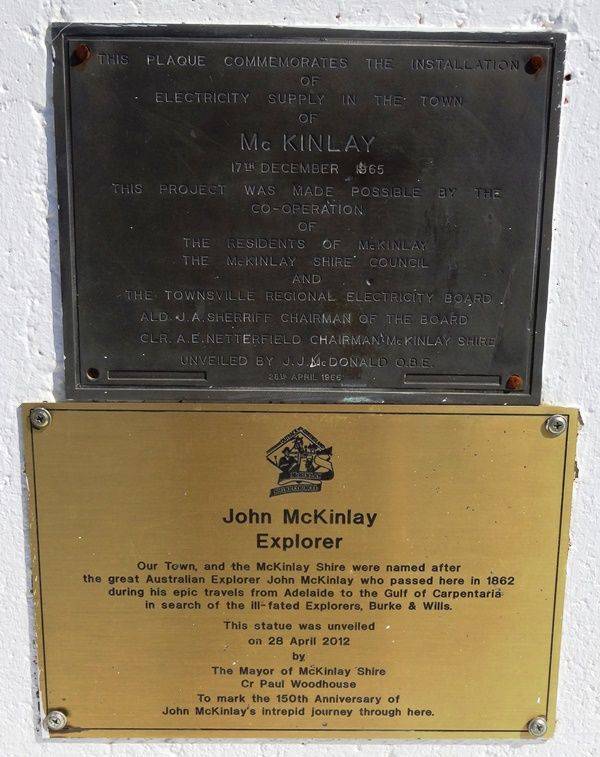 THIS PLAQUE COMMEMORATES THE INSTALLATION
OF
ELECTRICITY SUPPLY IN THE TOWN
OF
Mc KINLAY
17TH DECEMBER 1965
THIS PROJECT WAS MADE POSSIBLE BY THE
CO-OPERATION
OF
THE RESIDENTS OF McKINLAY
THE McKINLAY SHIRE COUNCIL
AND
THE TOWNSVILLE REGIONAL ELECTRICITY BOARD
ALD. J.A. SHERRIFF CHAIRMAN OF THE BOARD
CLR. A.E. NETTERFIELD CHAIRMAN McKINLAY SHIRE
UNVEILED BY J.J. McDONALD O.B.E.
28TH APRIL 1966
John McKinlay
Explorer
Our Town, and the McKinlay Shire were named after
the great Australian Explorer John McKinlay who passed here in 1862
during his epic travels from Adelaide to the Gulf of Carpentaria
in search of the ill-fated Explorers, Burke & Wills.
This statue was unveiled
on 28 April 2012
by
The Mayor of McKinlay Shire
Cr Paul Woodhouse
To mark the 150th Anniversary of
John McKinlay's intrepid journey through here.